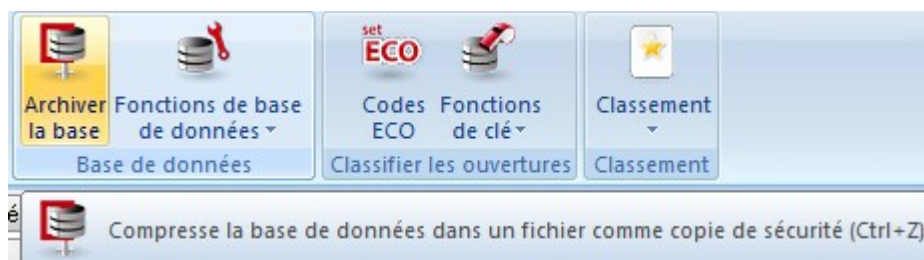 set
ECO
Archiver Fonctions de base Codes Fonctions Classement
la base de données ECO de clé
Base de données Classifier les ouvertures Classement
é
Compresse la base de données dans un fichier comme copie de sécurité (Ctrl+Z)